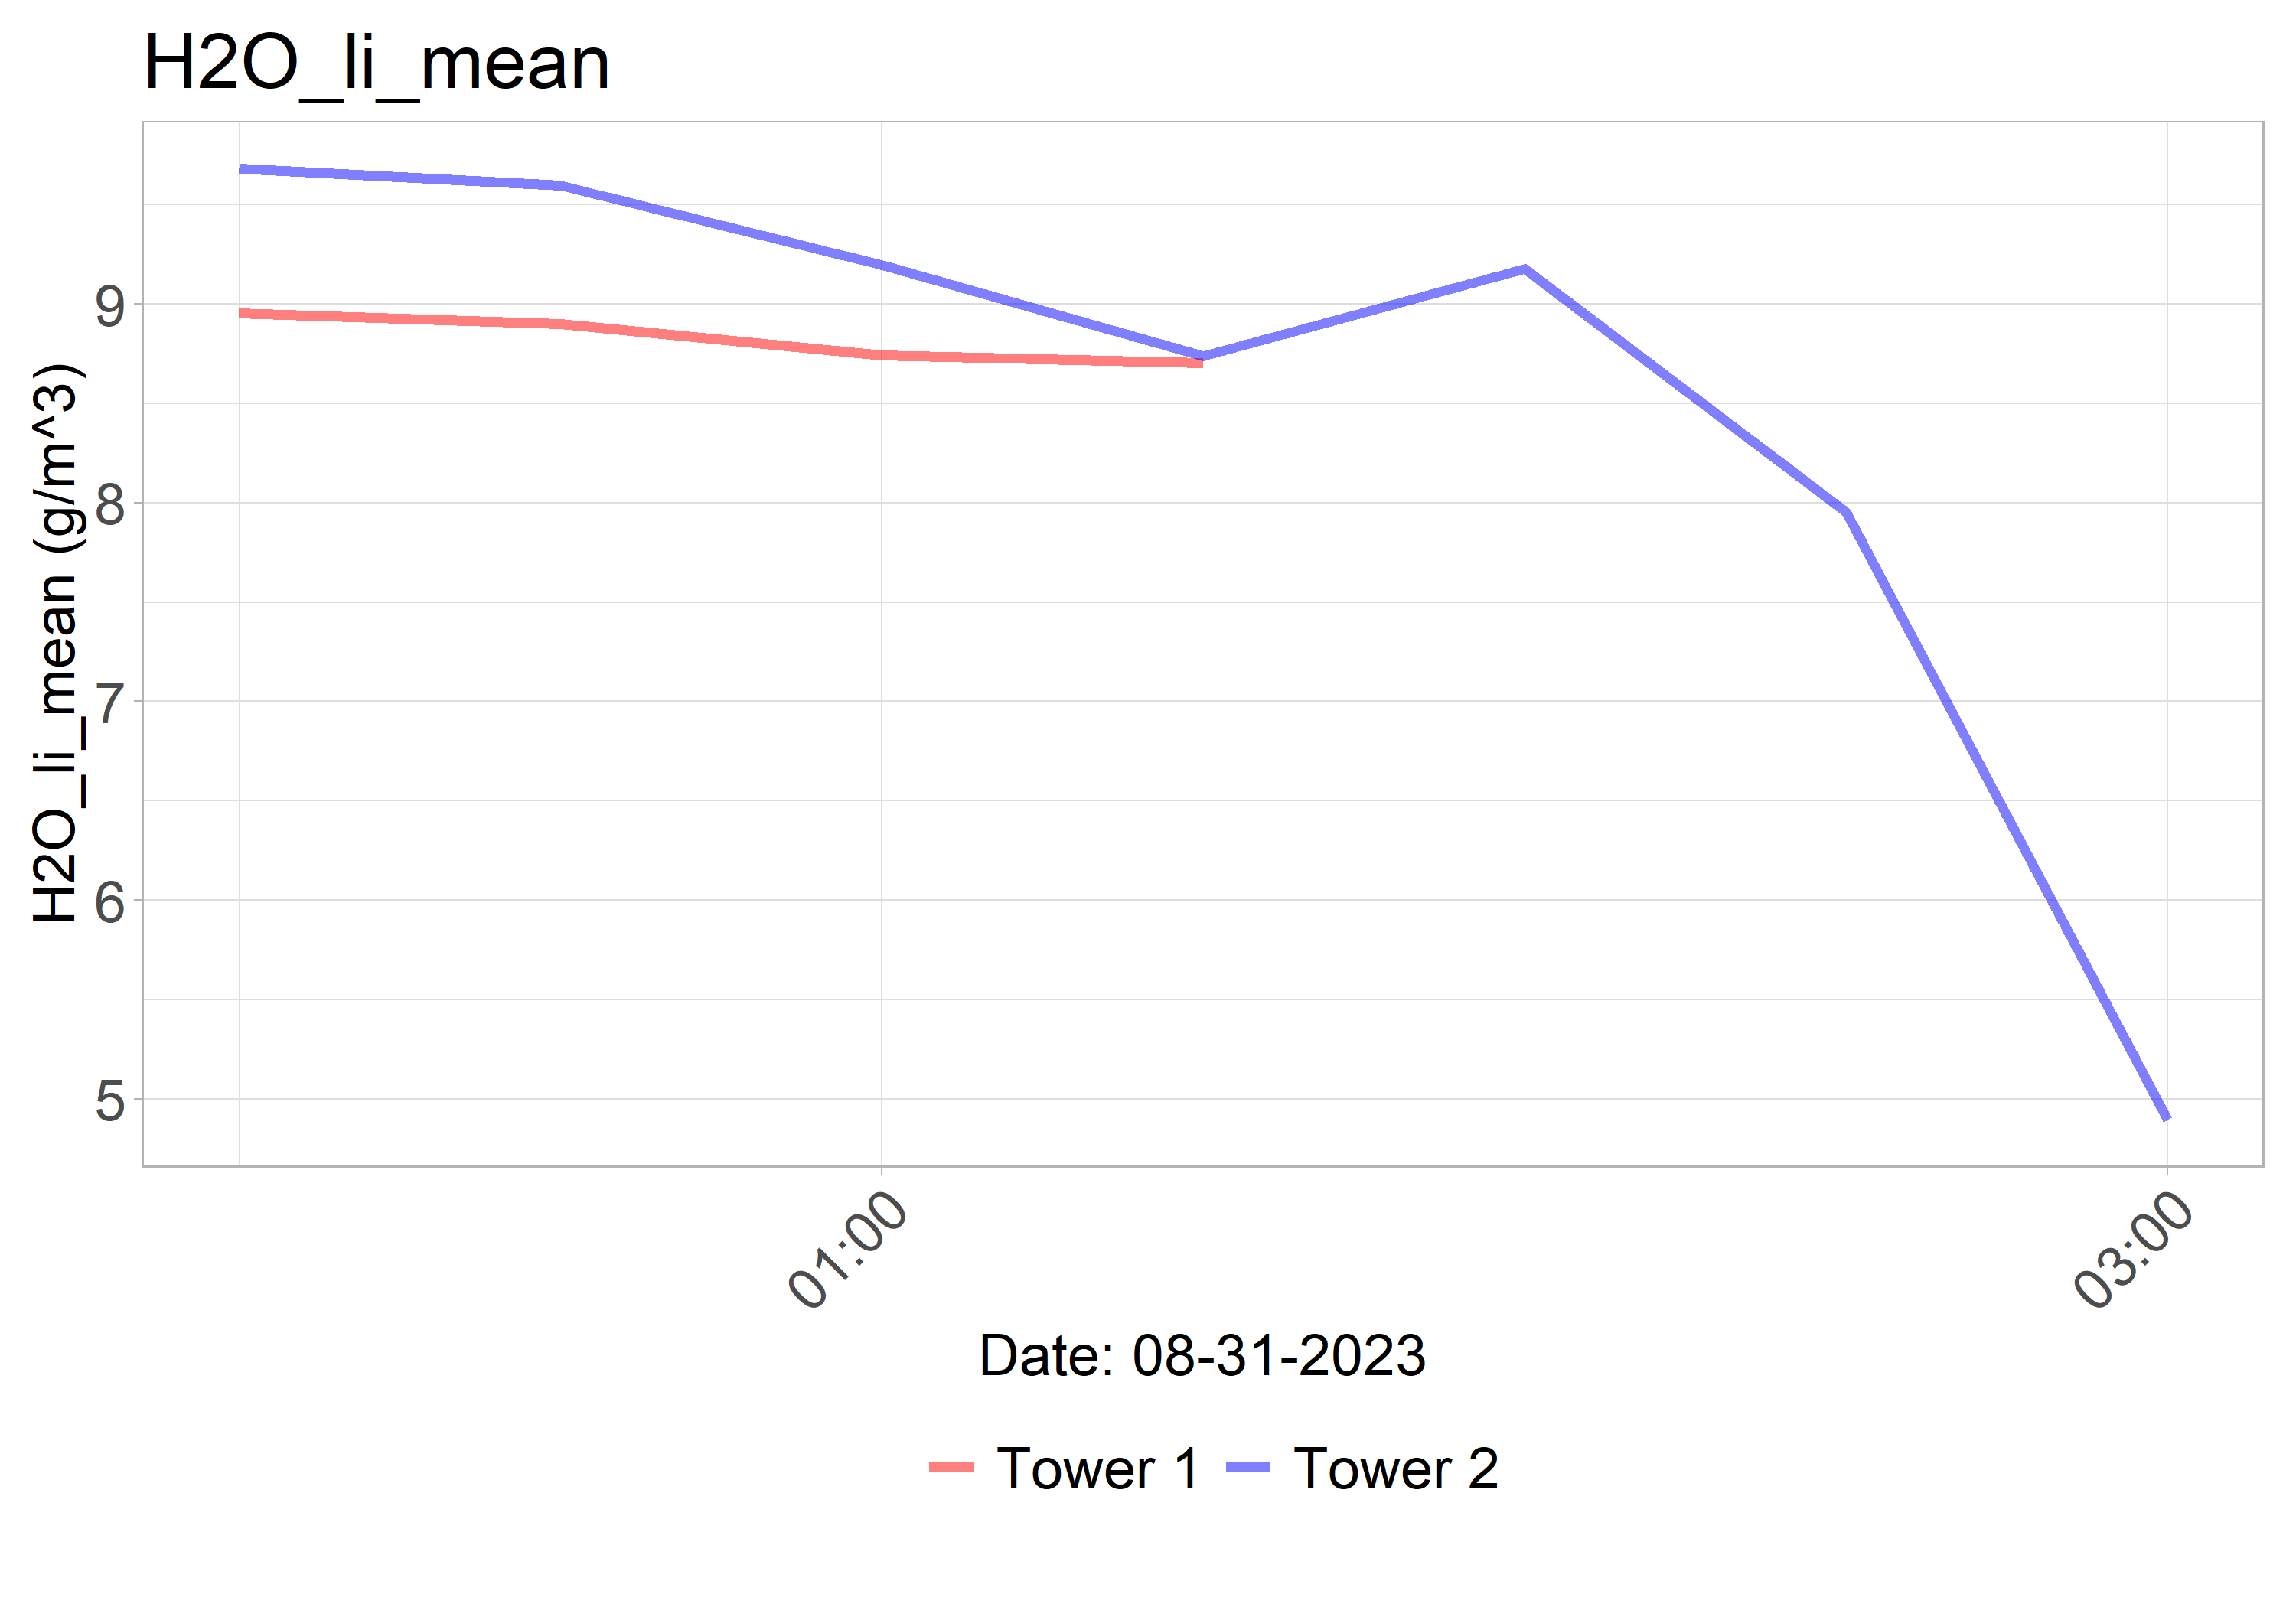 H2O_li_mean
H2O_li_mean (g/m^3)
9
8
7
6
5
01:00
03:00
Date: 08-31-2023
Tower 1
Tower 2